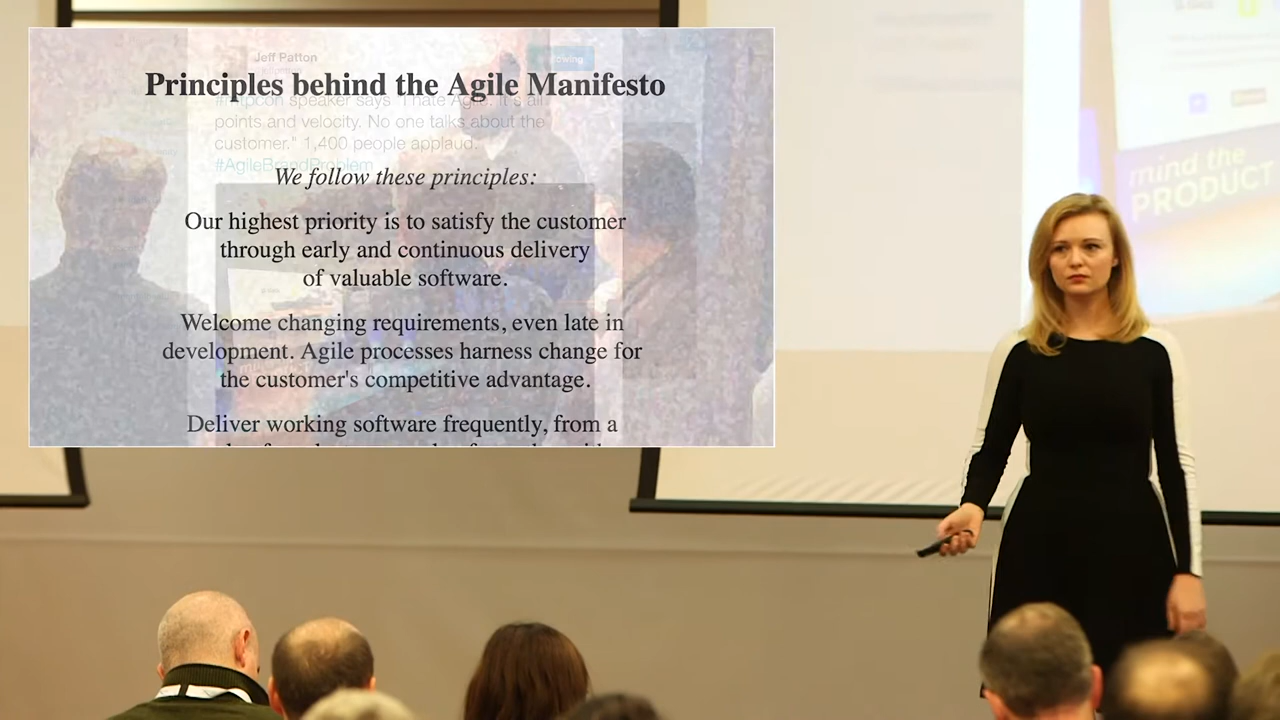 Jeff Patton
Following
Principles behind the Agile Manifesto
speaker says "I hate Agile. It's all
points and velocity. No one talks about the
customer." 1,400 people applaud.
#AgileBrandProblem
We follow these principles:
Our highest priority is to satisfy the customer
through early and continuous delivery
of valuable software.
Welcome changing requirements, even late in
development. Agile processes harness change for
the customer's competitive advantage.
Deliver working software frequently, from a
mind the
PRODUCT